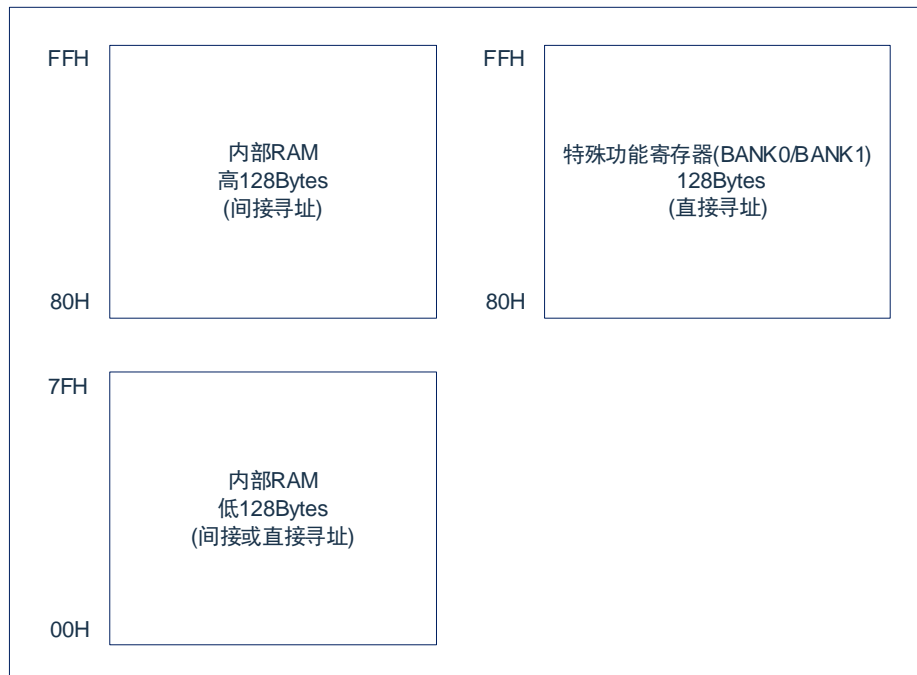 FFH
内部RAM
高128Bytes
(间接寻址)
80H
FFH
特殊功能寄存器(BANK0/BANK1)
128Bytes
(直接寻址)
80H
7FH
内部RAM
低128Bytes
(间接或直接寻址)
00H